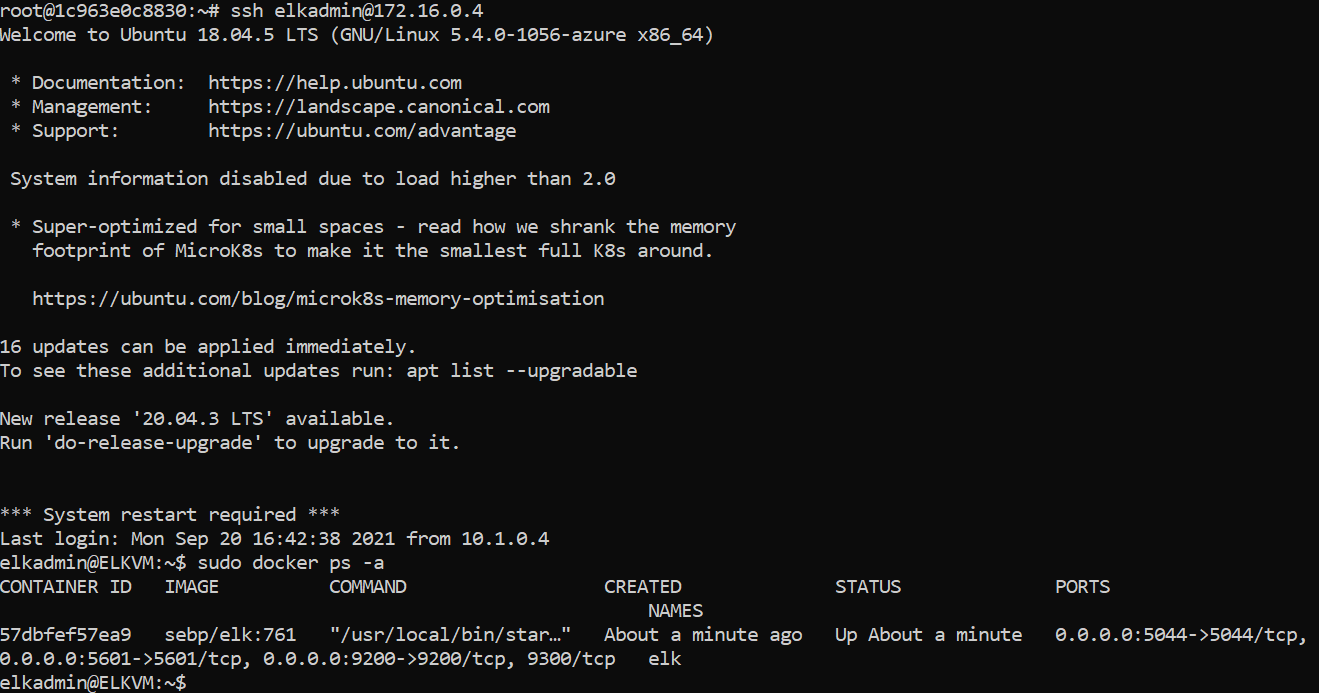 root@1c963e0c8830:~# ssh elkadmin@172.16.0.4
Welcome to Ubuntu 18.04.5 LTS (GNU/Linux 5.4.0-1056-azure x86_64)
* Documentation:  https://help.ubuntu.com
* Management:     https://landscape.canonical.com
* Support:        https://ubuntu.com/advantage
System information disabled due to load higher than 2.0
* Super-optimized for small spaces - read how we shrank the memory
footprint of MicroK8s to make it the smallest full K8s around.
https://ubuntu.com/blog/microk8s-memory-optimisation
16 updates can be applied immediately.
To see these additional updates run: apt list --upgradable
New release '20.04.3 LTS' available.
Run 'do-release-upgrade' to upgrade to it.
*** System restart required ***
Last login: Mon Sep 20 16:42:38 2021 from 10.1.0.4
elkadmin@ELKVM:~$ sudo docker ps -a
CONTAINER ID   IMAGE          COMMAND                  CREATED              STATUS              PORTS
NAMES
57dbfef57ea9   sebp/elk:761   "/usr/local/bin/star…"   About a minute ago   Up About a minute   0.0.0.0:5044->5044/tcp,
0.0.0.0:5601->5601/tcp, 0.0.0.0:9200->9200/tcp, 9300/tcp   elk
elkadmin@ELKVM:~$